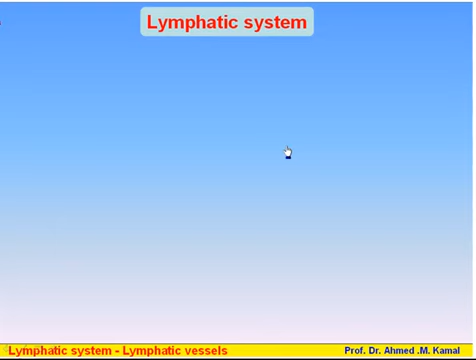 Lymphatic system
Lymphatic system - Lymphatic vessels
Prof. Dr. Ahmed .M. Kamal